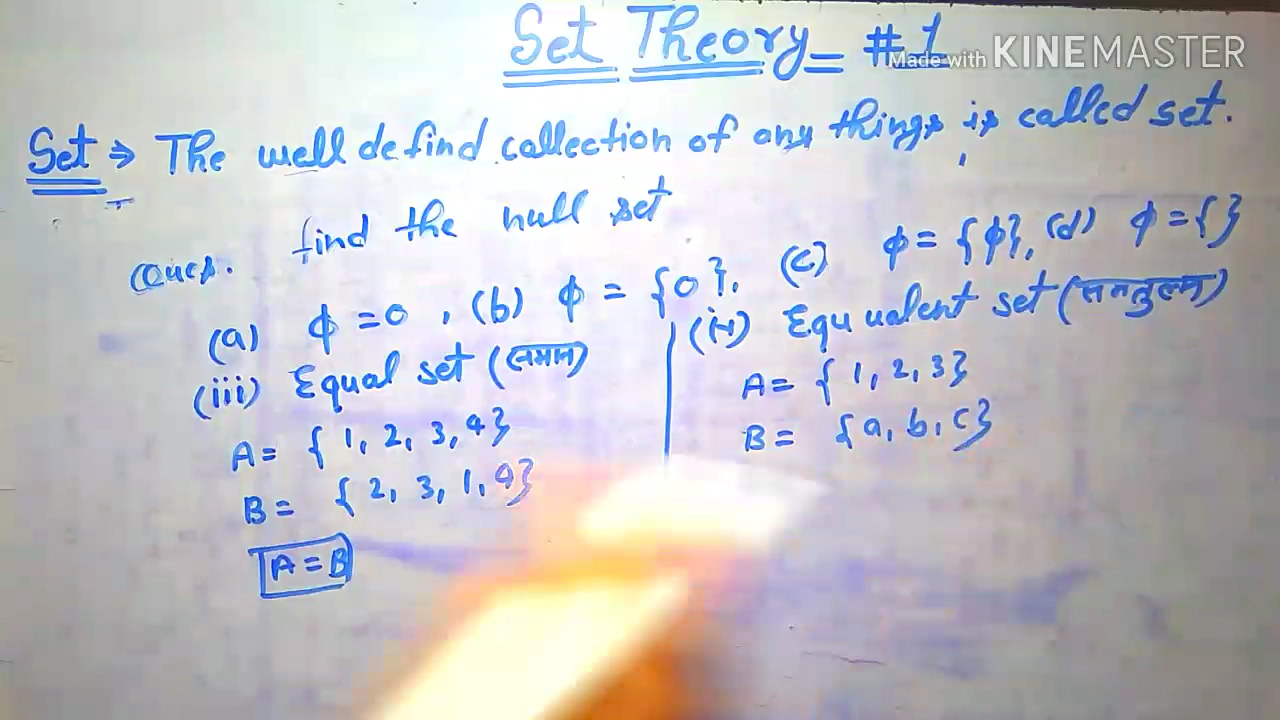 Set Theory #1
Made with KINEMASTER
Set ⇒ The well defind collection of any things is called set.
Ques. find the null set
(a) ϕ = 0 , (b) ϕ = {0}, (c) ϕ = {ϕ}, (d) ϕ = { }
(iii) Equal set (समान)
A = { 1, 2, 3, 4}
B = { 2, 3, 1, 4}
A = B
(iv) Equualent set (समतुल्य)
A = { 1, 2, 3}
B = {a, b, c}